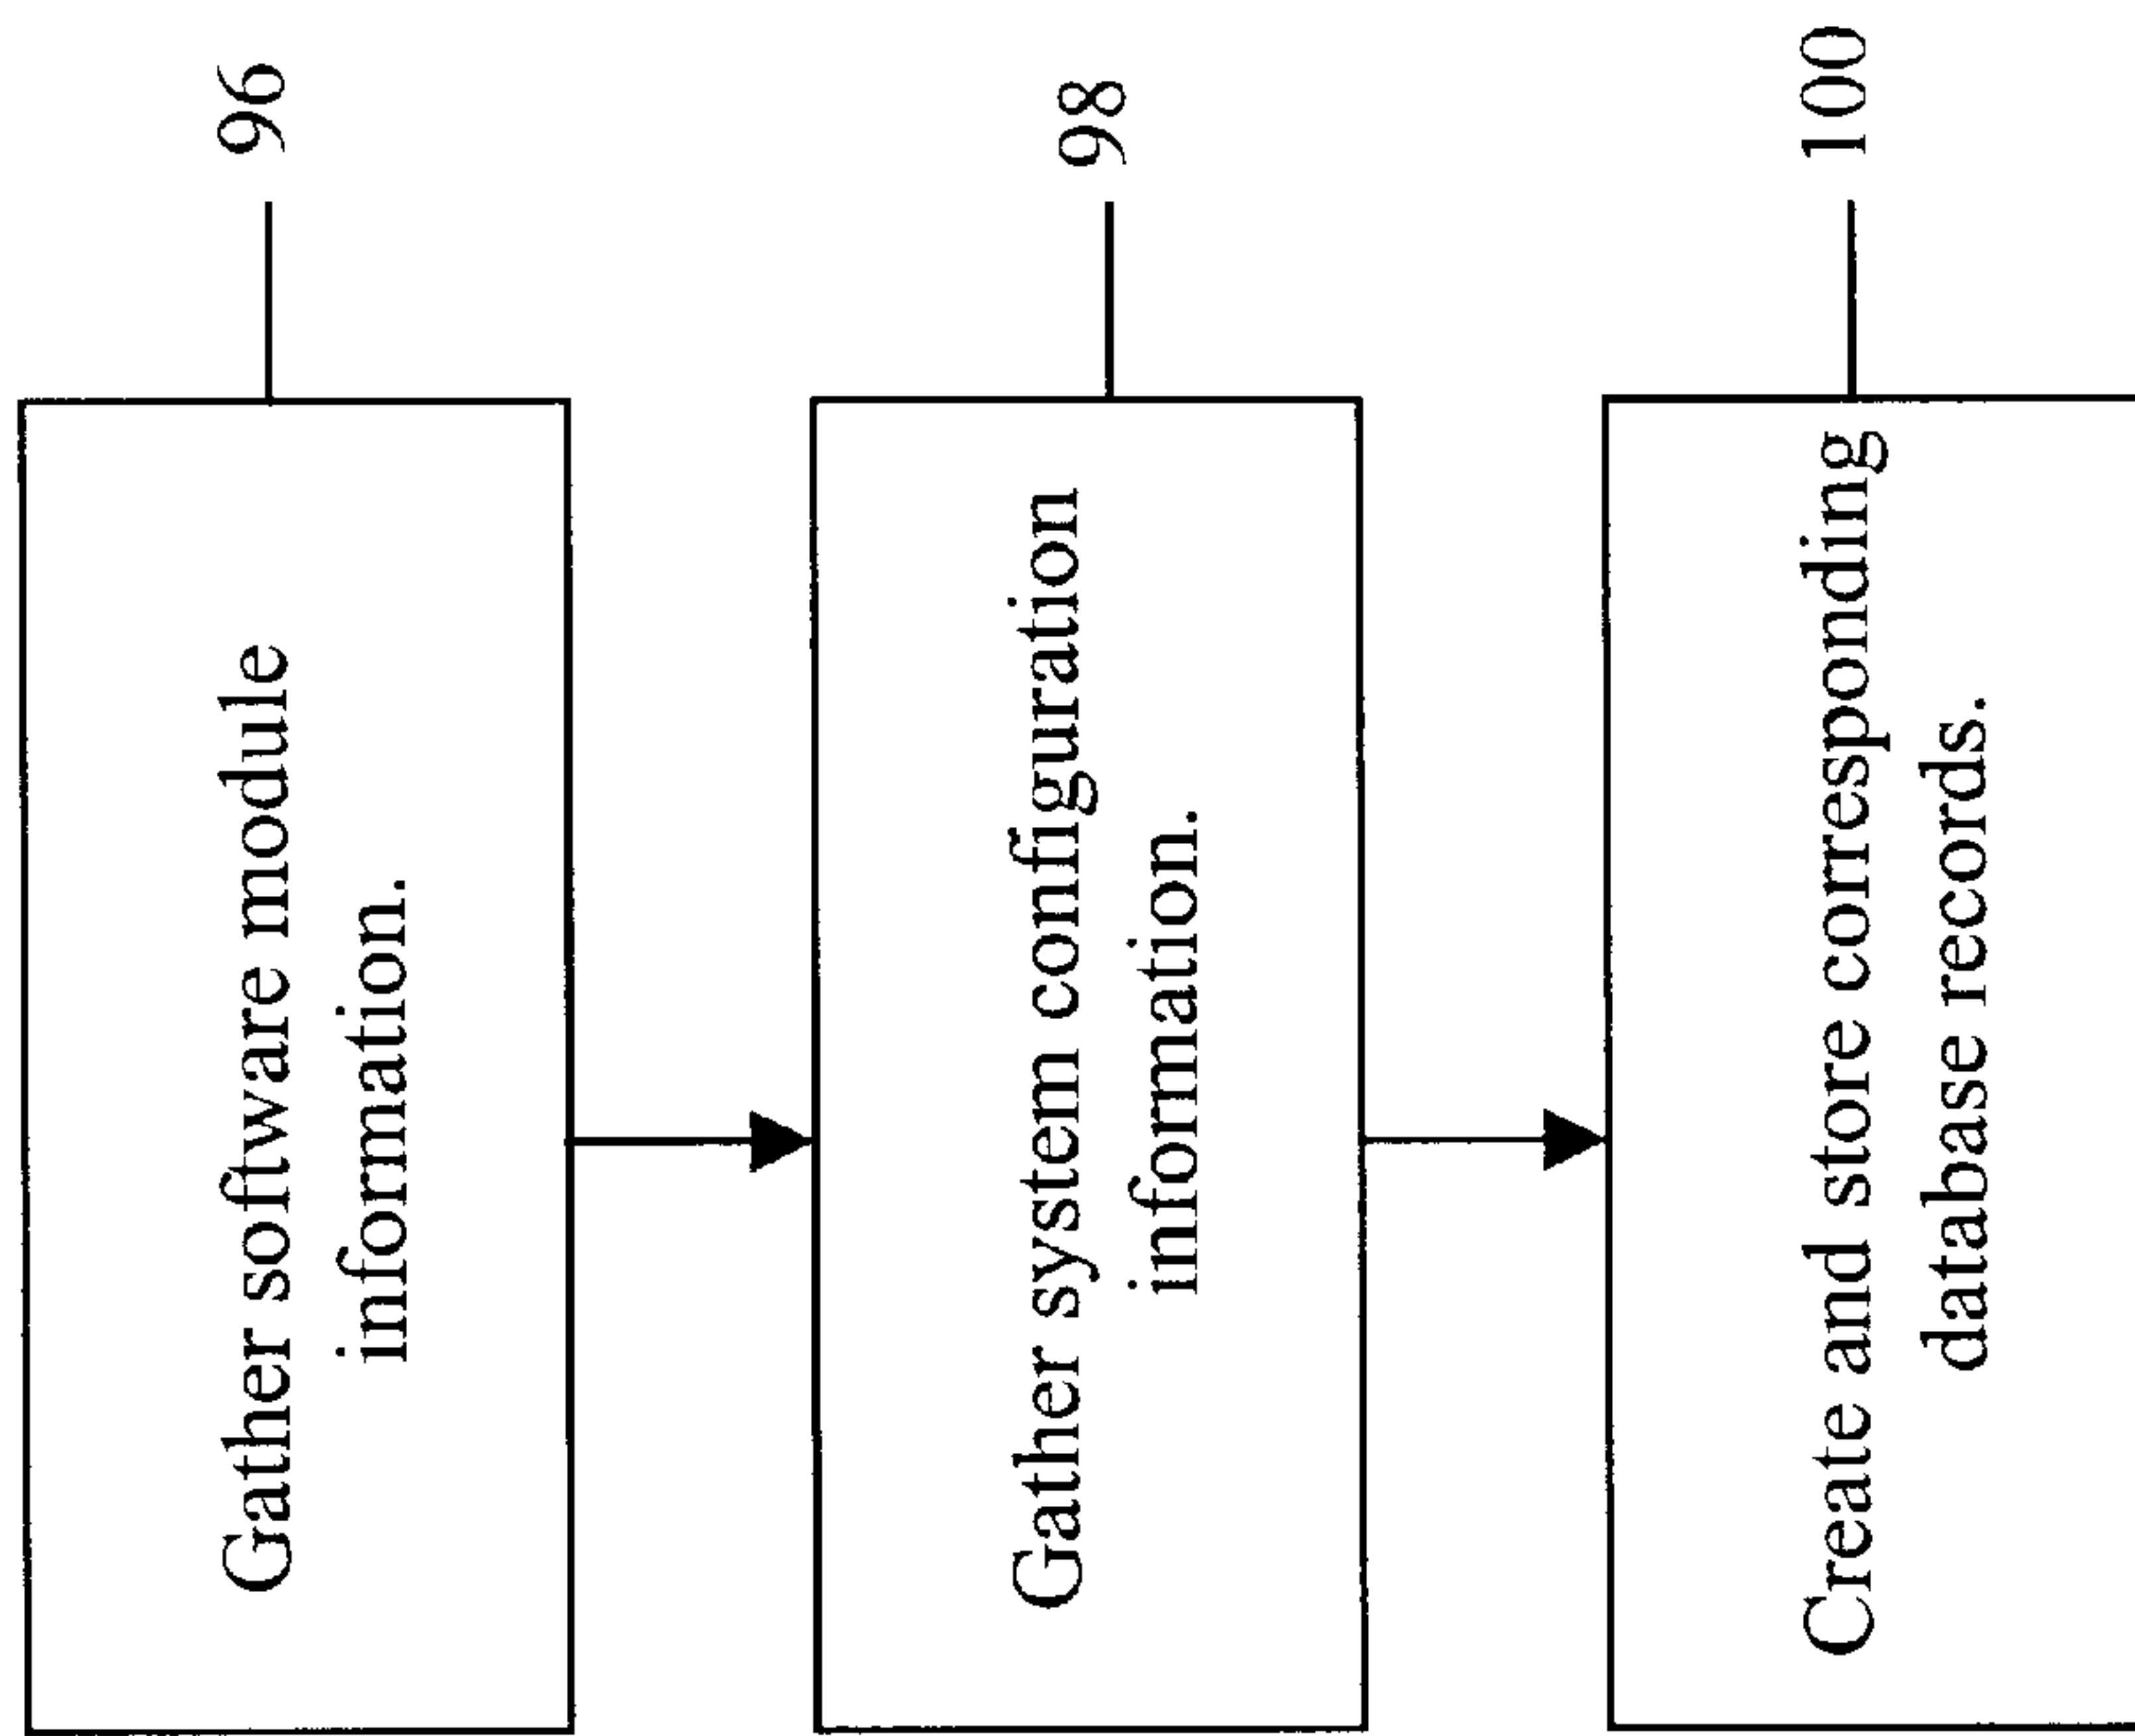 Gather software module
information.
96
Gather system configuration
information.
98
Create and store corresponding
database records.
100